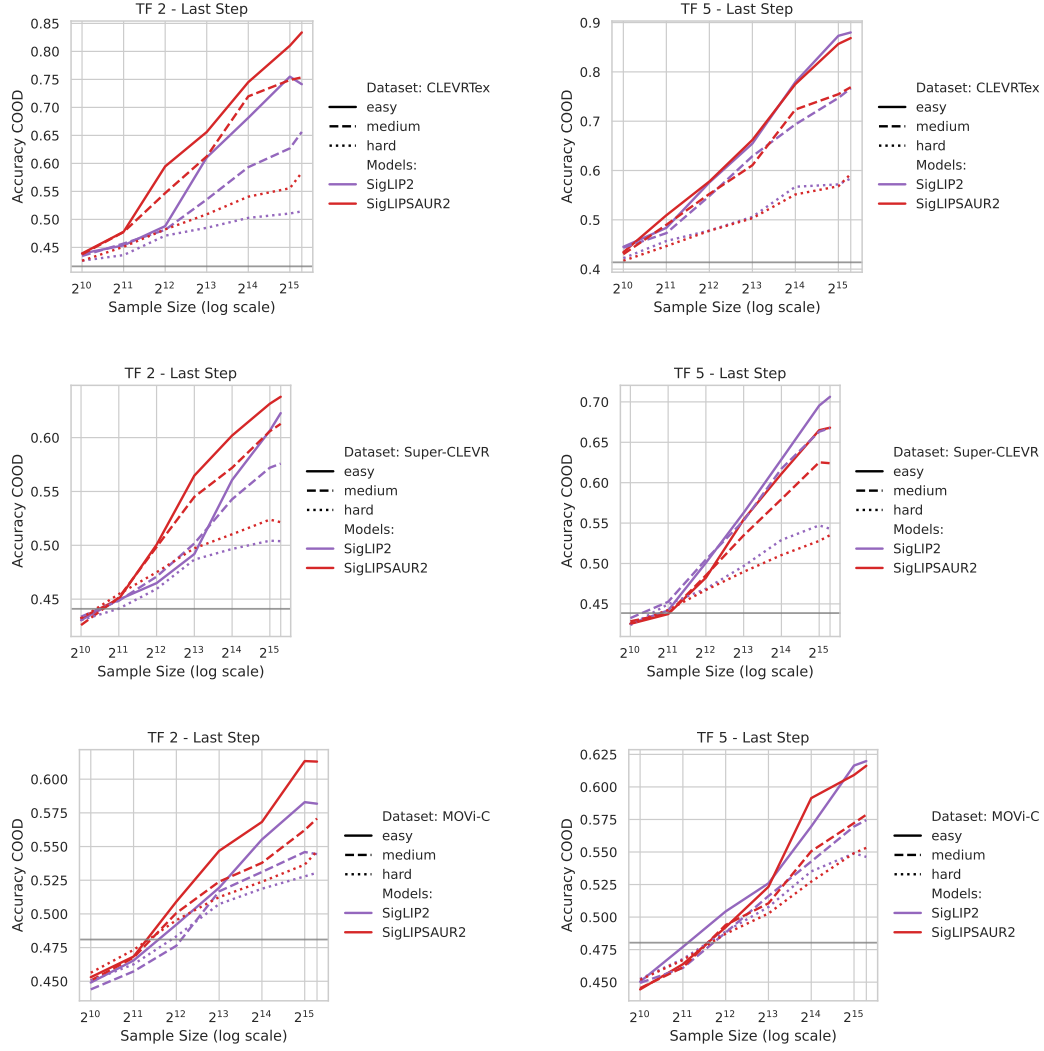 TF 2 - Last Step
Accuracy COOD
0.85
0.80
0.75
0.70
0.65
0.60
0.55
0.50
0.45
2^10 2^11 2^12 2^13 2^14 2^15
Sample Size (log scale)
Dataset: CLEVRTex
easy
medium
hard
Models:
SigLIP2
SigLIPSAUR2
TF 5 - Last Step
Accuracy COOD
0.9
0.8
0.7
0.6
0.5
0.4
2^10 2^11 2^12 2^13 2^14 2^15
Sample Size (log scale)
Dataset: CLEVRTex
easy
medium
hard
Models:
SigLIP2
SigLIPSAUR2
TF 2 - Last Step
Accuracy COOD
0.60
0.55
0.50
0.45
2^10 2^11 2^12 2^13 2^14 2^15
Sample Size (log scale)
Dataset: Super-CLEVR
easy
medium
hard
Models:
SigLIP2
SigLIPSAUR2
TF 5 - Last Step
Accuracy COOD
0.70
0.65
0.60
0.55
0.50
0.45
2^10 2^11 2^12 2^13 2^14 2^15
Sample Size (log scale)
Dataset: Super-CLEVR
easy
medium
hard
Models:
SigLIP2
SigLIPSAUR2
TF 2 - Last Step
Accuracy COOD
0.600
0.575
0.550
0.525
0.500
0.475
0.450
2^10 2^11 2^12 2^13 2^14 2^15
Sample Size (log scale)
Dataset: MOVi-C
easy
medium
hard
Models:
SigLIP2
SigLIPSAUR2
TF 5 - Last Step
Accuracy COOD
0.625
0.600
0.575
0.550
0.525
0.500
0.475
0.450
2^10 2^11 2^12 2^13 2^14 2^15
Sample Size (log scale)
Dataset: MOVi-C
easy
medium
hard
Models:
SigLIP2
SigLIPSAUR2